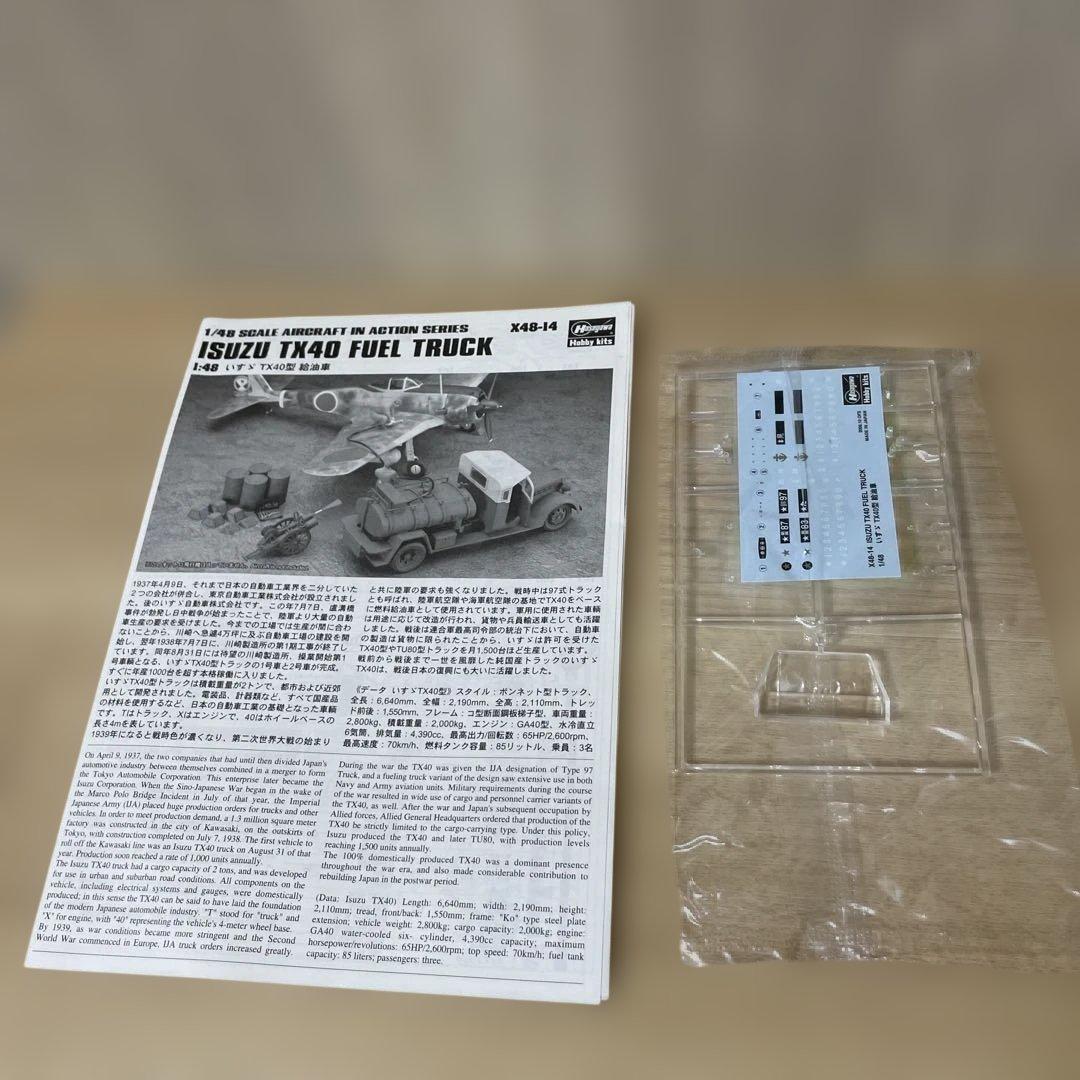 1/48 SCALE AIRCRAFT IN ACTION SERIES
X48-14
Hasegawa
Hobby kits
ISUZU TX40 FUEL TRUCK
1:48 いすゞ TX40型 給油車
1937年4月9日、それまで日本の自動車工業界を二分していた
2つの会社が併合し、東京自動車工業株式会社が設立されまし
た。後のいすゞ自動車株式会社です。この年7月7日、盧溝橋
事件が勃発し日中戦争が始まったことで、陸軍より大量の自動
車生産の要求を受けました。今までの工場では生産が間に合わ
ないことから、川崎へ急遽4万坪に及ぶ自動車工場の建設を開
始し、翌年1938年7月7日に、川崎製造所の第1期工事が終了し
ています。同年8月31日には待望の川崎製造所、操業開始第1
号車輌となる、いすゞTX40型トラックの1号車と2号車が完成。
すぐに年産1000台を超す本格稼働に入りました。
いすゞTX40型トラックは積載重量が2トンで、都市および近郊
用として開発されました。電装品、計器類など、すべて国産品
の材料を使用するなど、日本の自動車工業の基礎となった車輌
です。Tはトラック、Xはエンジンで、40はホイールベースの
長さ4mを表しています。
1939年になると戦時色が濃くなり、第二次世界大戦の始まり
と共に陸軍の要求も強くなりました。戦時中は97式トラック
とも呼ばれ、陸軍航空隊や海軍航空隊の基地でTX40をベース
に燃料給油車として使用されています。軍用に使用された車輌
は用途に応じて改造が行われ、貨物や兵員輸送車としても活躍
しました。戦後は連合軍最高司令部の統治下において、自動車
の製造は貨物に限られたことから、いすゞは許可を受けた
TX40型やTU80型トラックを月1,500台ほど生産しています。
戦前から戦後まで一世を風靡した純国産トラックのいすゞ
TX40は、戦後日本の復興にも大いに活躍しました。
《データ いすゞTX40型》スタイル：ボンネット型トラック、
全長：6,640mm、全幅：2,190mm、全高：2,110mm、トレッ
ド前後：1,550mm、フレーム：コ型断面鋼板梯子型、車両重量：
2,800kg、積載重量：2,000kg、エンジン：GA40型、水冷直立
6気筒、排気量：4,390cc、最高出力/回転数：65HP/2,600rpm、
最高速度：70km/h、燃料タンク容量：85リットル、乗員：3名
On April 9, 1937, the two companies that had until then divided Japan's
automotive industry between themselves combined in a merger to form
the Tokyo Automobile Corporation. This enterprise later became the
Isuzu Corporation. When the Sino-Japanese War began in the wake of
the Marco Polo Bridge Incident in July of that year, the Imperial
Japanese Army (IJA) placed huge production orders for trucks and other
vehicles. In order to meet production demand, a 1.3 million square meter
factory was constructed in the city of Kawasaki, on the outskirts of
Tokyo, with construction completed on July 7, 1938. The first vehicle to
roll off the Kawasaki line was an Isuzu TX40 truck on August 31 of that
year. Production soon reached a rate of 1,000 units annually.
The Isuzu TX40 truck had a cargo capacity of 2 tons, and was developed
for use in urban and suburban road conditions. All components on the
vehicle, including electrical systems and gauges, were domestically
produced; in this sense the TX40 can be said to have laid the foundation
of the modern Japanese automobile industry. "T" stood for "truck" and
"X" for engine, with "40" representing the vehicle's 4-meter wheel base.
By 1939, as war conditions became more stringent and the Second
World War commenced in Europe, IJA truck orders increased greatly.
During the war the TX40 was given the IJA designation of Type 97
Truck, and a fueling truck variant of the design saw extensive use in both
Navy and Army aviation units. Military requirements during the course
of the war resulted in wide use of cargo and personnel carrier variants of
the TX40, as well. After the war and Japan's subsequent occupation by
Allied forces, Allied General Headquarters ordered that production of the
TX40 be strictly limited to the cargo-carrying type. Under this policy,
Isuzu produced the TX40 and later TU80, with production levels
reaching 1,500 units annually.
The 100% domestically produced TX40 was a dominant presence
throughout the war era, and also made considerable contribution to
rebuilding Japan in the postwar period.
(Data: Isuzu TX40) Length: 6,640mm; width: 2,190mm; height:
2,110mm; tread, front/back: 1,550mm; frame: "Ko" type steel plate
extension; vehicle weight: 2,800kg; cargo capacity: 2,000kg; engine:
GA40 water-cooled six- cylinder, 4,390cc capacity; maximum
horsepower/revolutions: 65HP/2,600rpm; top speed: 70km/h; fuel tank
capacity: 85 liters; passengers: three.
Hasegawa
Hobby kits
MADE IN JAPAN
X48-14 ISUZU TX40 FUEL TRUCK
1/48 いすゞ TX40型 給油車